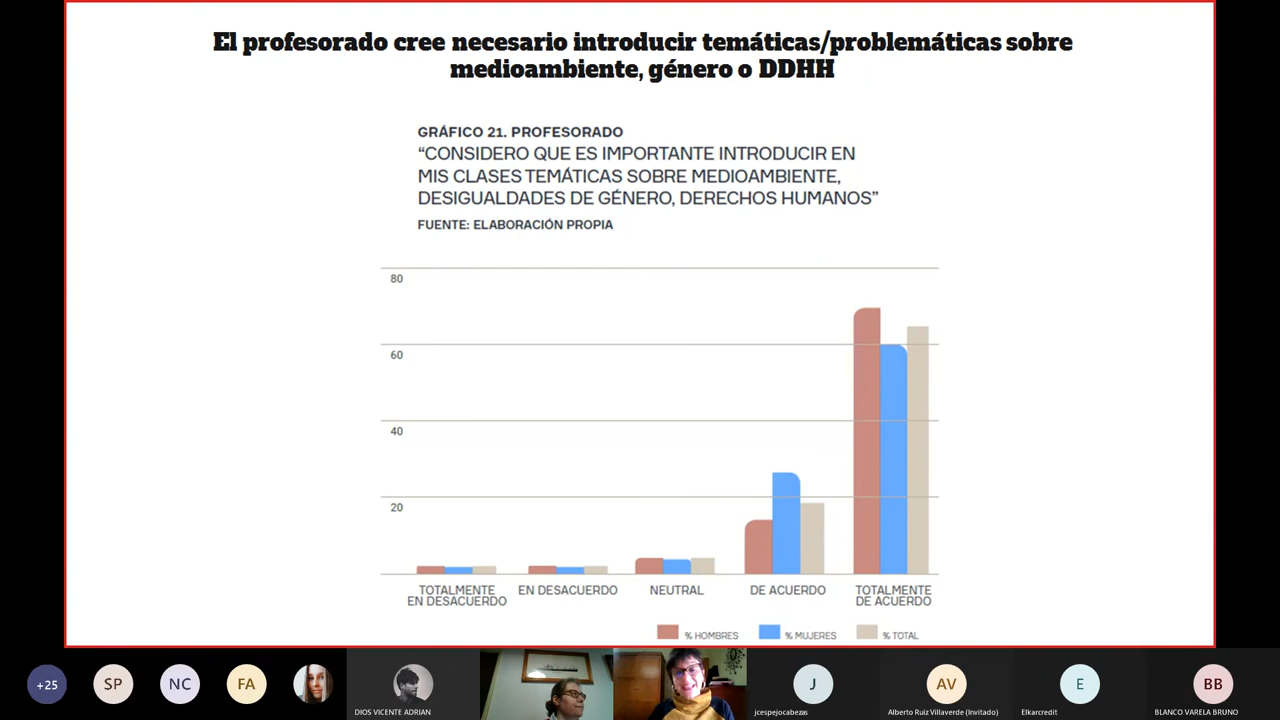 El profesorado cree necesario introducir temáticas/problemáticas sobre
medioambiente, género o DDHH
GRÁFICO 21. PROFESORADO
“CONSIDERO QUE ES IMPORTANTE INTRODUCIR EN
MIS CLASES TEMÁTICAS SOBRE MEDIOAMBIENTE,
DESIGUALDADES DE GÉNERO, DERECHOS HUMANOS”
FUENTE: ELABORACIÓN PROPIA
80
60
40
20
TOTALMENTE
EN DESACUERDO
EN DESACUERDO
NEUTRAL
DE ACUERDO
TOTALMENTE
DE ACUERDO
% HOMBRES
% MUJERES
% TOTAL
+25
SP
NC
FA
DIOS VICENTE ADRIAN
J
jcespejocabezas
AV
Alberto Ruiz Villaverde (Invitado)
E
Elkarcredit
BB
BLANCO VARELA BRUNO